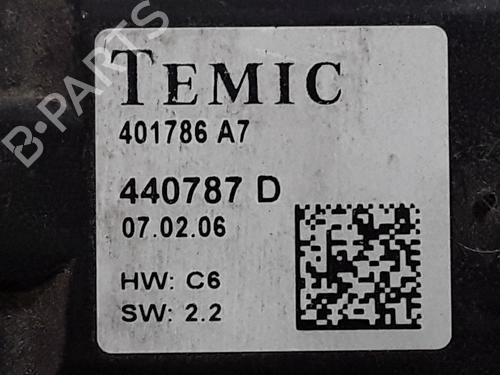 B-PARTS
TEMIC
401786 A7
440787 D
07.02.06
HW: C6
SW: 2.2